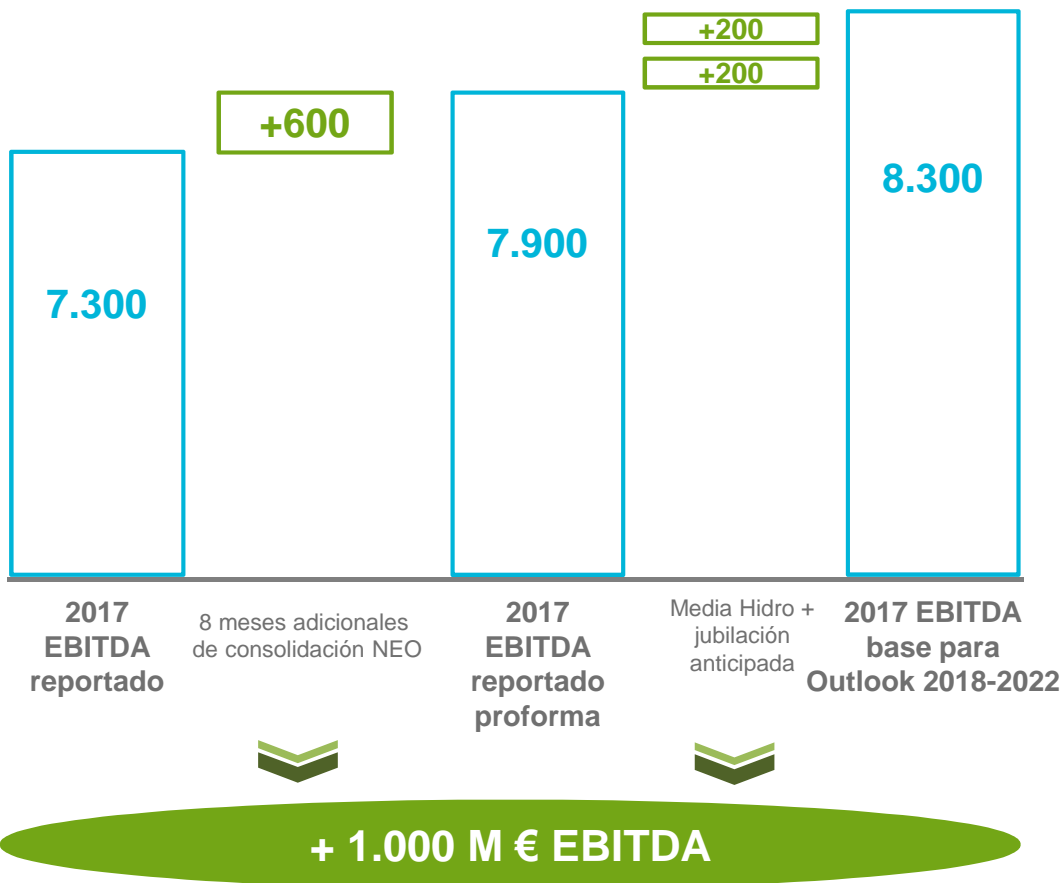 +200
+200
+600
8.300
7.900
7.300
2017
EBITDA
reportado
8 meses adicionales
de consolidación NEO
2017
EBITDA
reportado
proforma
Media Hidro +
jubilación
anticipada
2017 EBITDA
base para
Outlook 2018-2022
+ 1.000 M € EBITDA